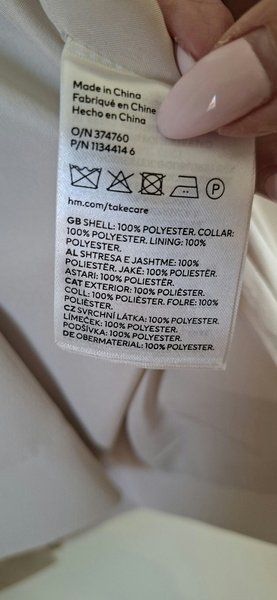 Made in China
Fabriqué en Chine
Hecho en China
O/N 374760
P/N 1134414 6
P
hm.com/takecare
GB SHELL: 100% POLYESTER. COLLAR:
100% POLYESTER. LINING: 100%
POLYESTER.
AL SHTRESA E JASHTME: 100%
POLIESTËR. JAKË: 100% POLIESTËR.
ASTARI: 100% POLIESTËR.
CAT EXTERIOR: 100% POLIÈSTER.
COLL: 100% POLIÈSTER. FOLRE: 100%
POLIÈSTER.
CZ SVRCHNÍ LÁTKA: 100% POLYESTER.
LÍMEČEK: 100% POLYESTER.
PODŠÍVKA: 100% POLYESTER.
DE OBERMATERIAL: 100% POLYESTER.